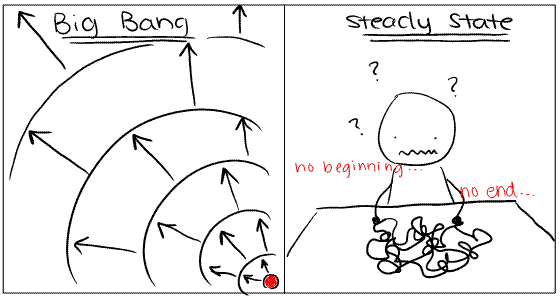 Big Bang
Steady State
?
?
?
no beginning...
no end...